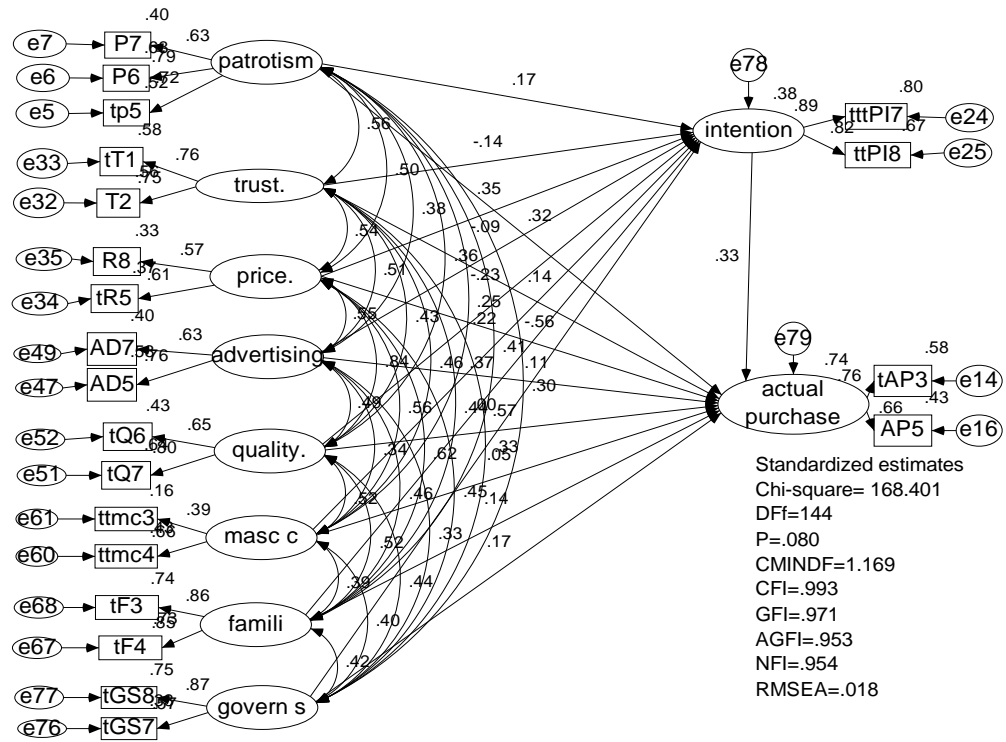 .40
e7
P7
.63
patrotism
e6
P6
.79
e5
tp5
.58
e33
tT1
.76
trust.
e32
T2
.75
.33
e35
R8
.57
price.
e34
tR5
.61
.40
e49
AD7
.63
advertising
e47
AD5
.76
.43
e52
tQ6
.65
quality.
e51
tQ7
.16
e61
ttmc3
.39
masc c
e60
ttmc4
.74
e68
tF3
.86
famili
e67
tF4
.75
e77
tGS8
.87
govern s
e76
tGS7
.17
-.14
.35
.32
-.09
.14
.36
-.23
.25
.22
-.56
.41
.11
.30
.57
.33
.05
.14
.17
.56
.50
.38
.54
.51
.43
.55
.84
.46
.37
.49
.56
.34
.62
.52
.46
.45
.52
.33
.39
.44
.40
.42
e78
.38
intention
.89
.80
tttPI7
e24
.82
.67
ttPI8
e25
.33
e79
.74
actual
purchase
.76
.58
tAP3
e14
.66
.43
AP5
e16
Standardized estimates
Chi-square= 168.401
DFf=144
P=.080
CMINDF=1.169
CFI=.993
GFI=.971
AGFI=.953
NFI=.954
RMSEA=.018